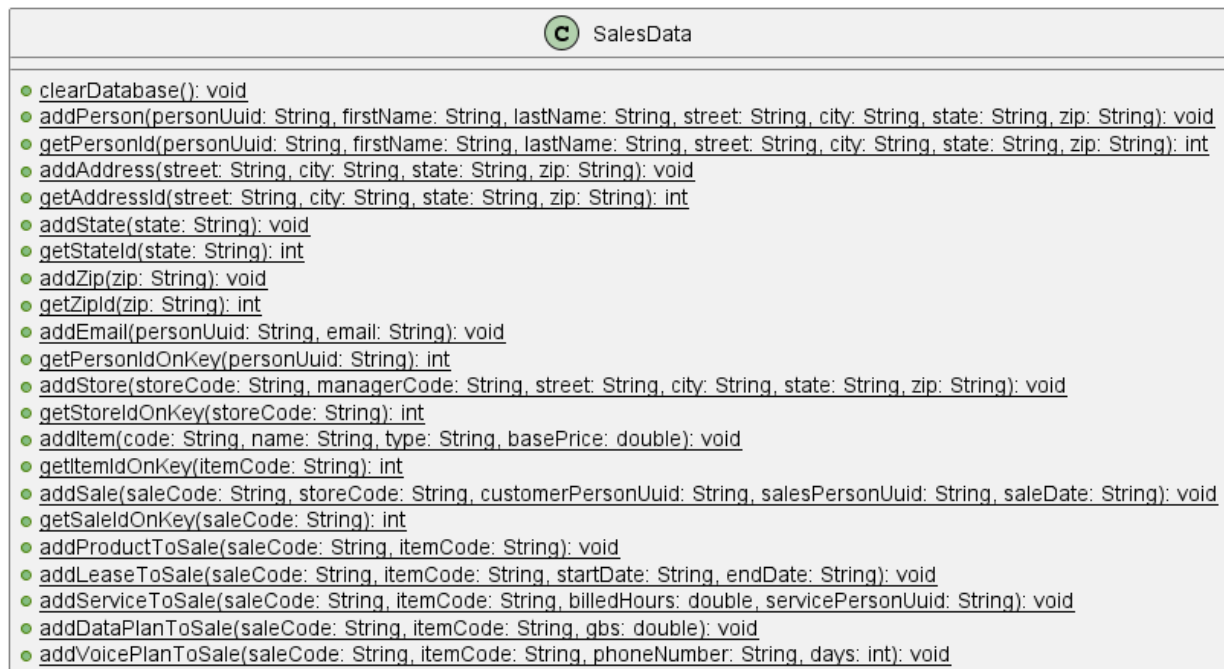 C SalesData
clearDatabase(): void
addPerson(personUuid: String, firstName: String, lastName: String, street: String, city: String, state: String, zip: String): void
getPersonId(personUuid: String, firstName: String, lastName: String, street: String, city: String, state: String, zip: String): int
addAddress(street: String, city: String, state: String, zip: String): void
getAddressId(street: String, city: String, state: String, zip: String): int
addState(state: String): void
getStateId(state: String): int
addZip(zip: String): void
getZipId(zip: String): int
addEmail(personUuid: String, email: String): void
getPersonIdOnKey(personUuid: String): int
addStore(storeCode: String, managerCode: String, street: String, city: String, state: String, zip: String): void
getStoreIdOnKey(storeCode: String): int
addItem(code: String, name: String, type: String, basePrice: double): void
getItemIdOnKey(itemCode: String): int
addSale(saleCode: String, storeCode: String, customerPersonUuid: String, salesPersonUuid: String, saleDate: String): void
getSaleIdOnKey(saleCode: String): int
addProductToSale(saleCode: String, itemCode: String): void
addLeaseToSale(saleCode: String, itemCode: String, startDate: String, endDate: String): void
addServiceToSale(saleCode: String, itemCode: String, billedHours: double, servicePersonUuid: String): void
addDataPlanToSale(saleCode: String, itemCode: String, gbs: double): void
addVoicePlanToSale(saleCode: String, itemCode: String, phoneNumber: String, days: int): void